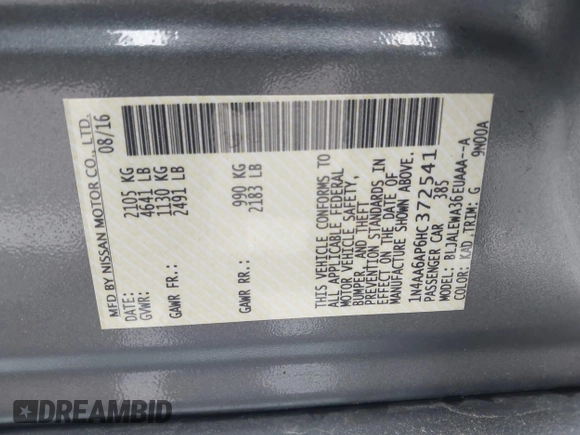 MFD BY NISSAN MOTOR CO., LTD.
DATE: 08/16
GVWR: 2105 KG
4641 LB
GAWR FR.: 1130 KG
2491 LB
GAWR RR.: 990 KG
2183 LB
THIS VEHICLE CONFORMS TO
ALL APPLICABLE FEDERAL
MOTOR VEHICLE SAFETY,
BUMPER, AND THEFT
PREVENTION STANDARDS IN
EFFECT ON THE DATE OF
MANUFACTURE SHOWN ABOVE.
1N4AA6AP6HC372541
PASSENGER CAR 385
MODEL: BLJALEWA36EUAAA--A
COLOR: KAD TRIM: G 9N00A
DREAMBID